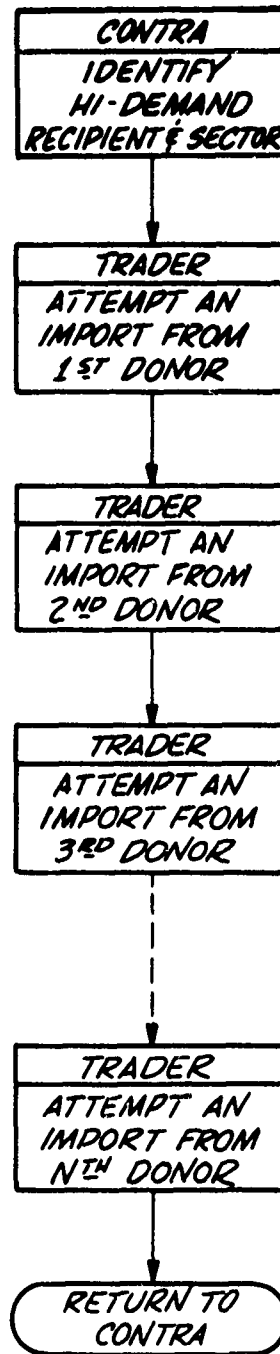 CONTRA
IDENTIFY
HI-DEMAND
RECIPIENT & SECTOR
TRADER
ATTEMPT AN
IMPORT FROM
1ST DONOR
TRADER
ATTEMPT AN
IMPORT FROM
2ND DONOR
TRADER
ATTEMPT AN
IMPORT FROM
3RD DONOR
TRADER
ATTEMPT AN
IMPORT FROM
NTH DONOR
RETURN TO
CONTRA